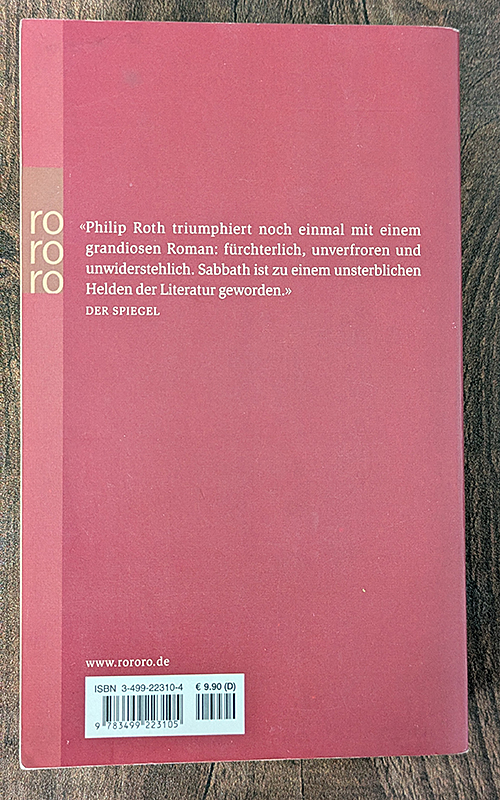 ro
ro
ro
«Philip Roth triumphiert noch einmal mit einem
grandiosen Roman: fürchterlich, unverfroren und
unwiderstehlich. Sabbath ist zu einem unsterblichen
Helden der Literatur geworden.»
DER SPIEGEL
www.rororo.de
ISBN 3-499-22310-4 € 9.90 (D)
9 783499 223105